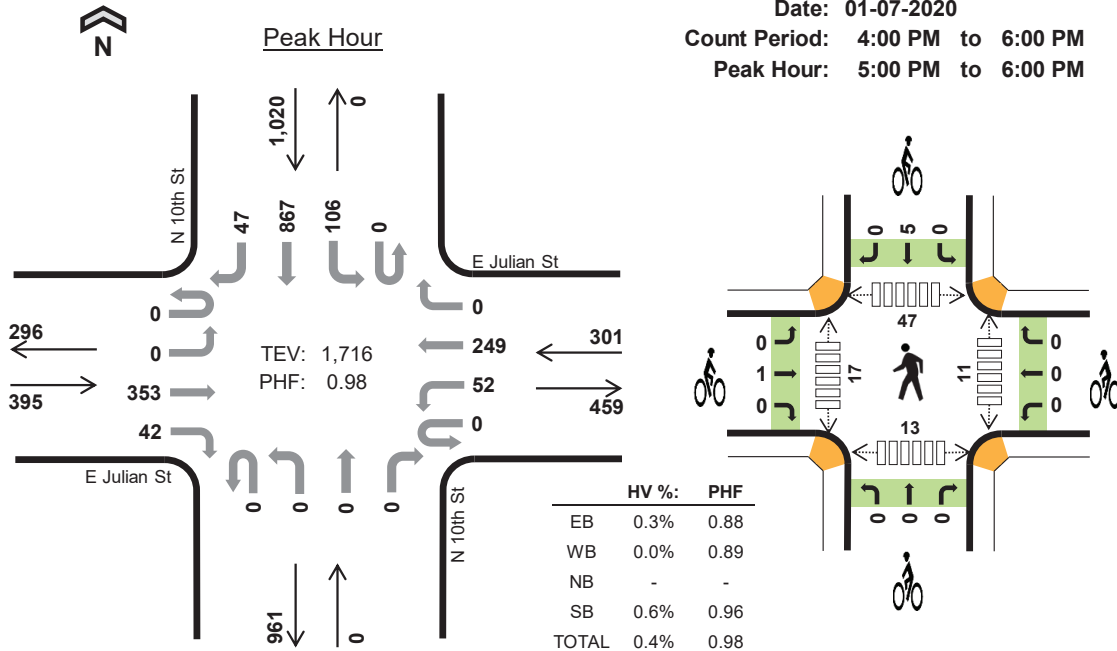 N
Peak Hour
Date: 01-07-2020
Count Period: 4:00 PM to 6:00 PM
Peak Hour: 5:00 PM to 6:00 PM
1,020
0
N 10th St
47
867
106
0
E Julian St
0
0
353
42
296
395
TEV: 1,716
PHF: 0.98
0
249
52
0
301
459
E Julian St
0
0
0
0
N 10th St
961
0
HV %: PHF
EB 0.3% 0.88
WB 0.0% 0.89
NB - -
SB 0.6% 0.96
TOTAL 0.4% 0.98
0 5 0
47
0
1
0
17
11
0
0
0
13
0 0 0